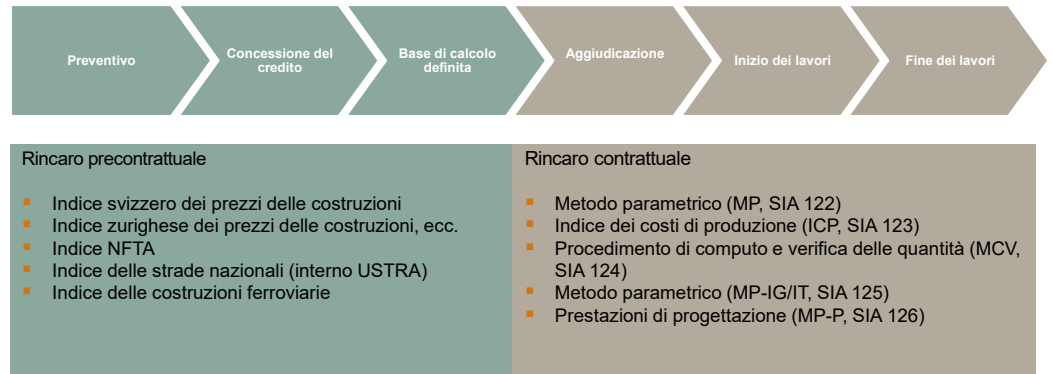 Preventivo
Concessione del
credito
Base di calcolo
definita
Aggiudicazione
Inizio dei lavori
Fine dei lavori
Rincaro precontrattuale
Indice svizzero dei prezzi delle costruzioni
Indice zurighese dei prezzi delle costruzioni, ecc.
Indice NFTA
Indice delle strade nazionali (interno USTRA)
Indice delle costruzioni ferroviarie
Rincaro contrattuale
Metodo parametrico (MP, SIA 122)
Indice dei costi di produzione (ICP, SIA 123)
Procedimento di computo e verifica delle quantità (MCV,
SIA 124)
Metodo parametrico (MP-IG/IT, SIA 125)
Prestazioni di progettazione (MP-P, SIA 126)